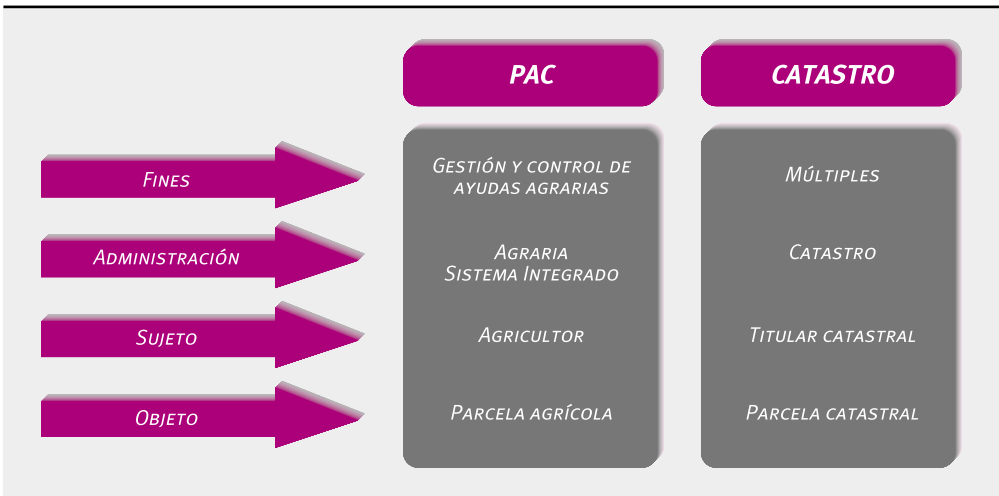 PAC
CATASTRO
FINES
GESTIÓN Y CONTROL DE
AYUDAS AGRARIAS
MÚLTIPLES
ADMINISTRACIÓN
AGRARIA
SISTEMA INTEGRADO
CATASTRO
SUJETO
AGRICULTOR
TITULAR CATASTRAL
OBJETO
PARCELA AGRÍCOLA
PARCELA CATASTRAL